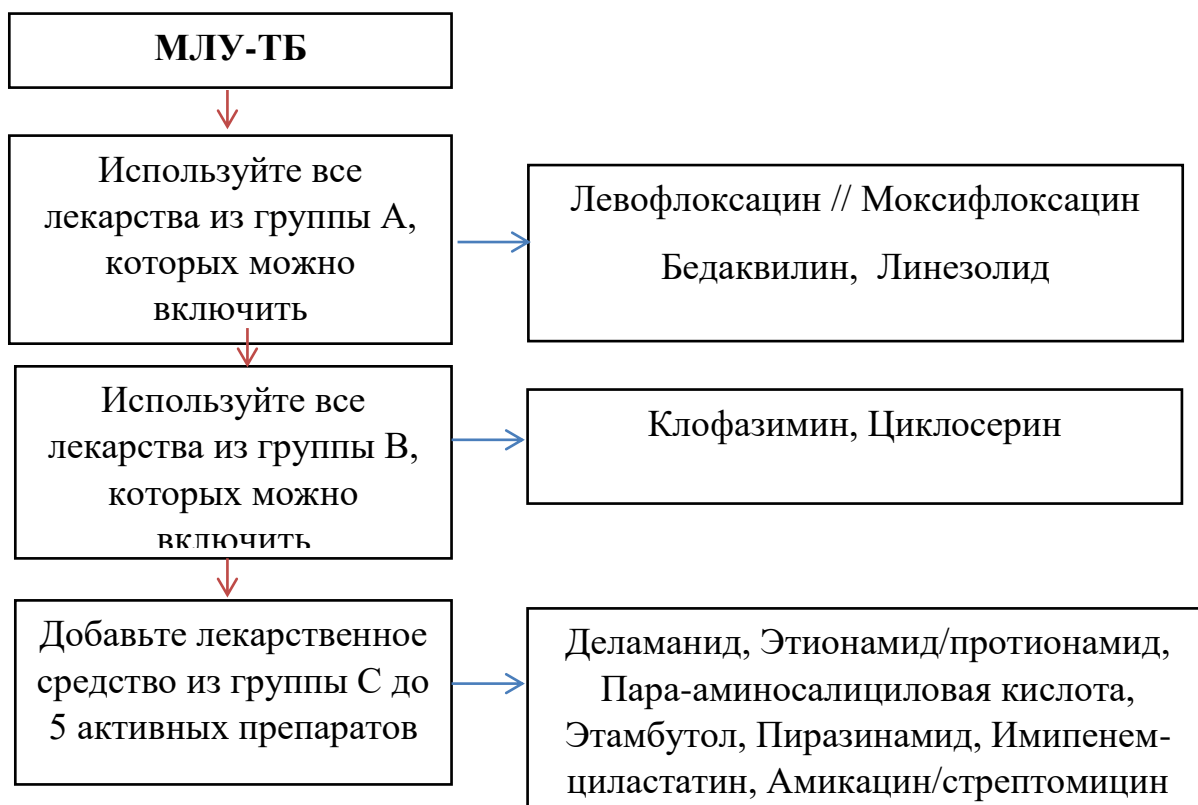 МЛУ-ТБ
Используйте все
лекарства из группы А,
которых можно
включить
Левофлоксацин // Моксифлоксацин
Бедаквилин, Линезолид
Используйте все
лекарства из группы В,
которых можно
включить
Клофазимин, Циклосерин
Добавьте лекарственное
средство из группы С до
5 активных препаратов
Деламанид, Этионамид/протионамид,
Пара-аминосалициловая кислота,
Этамбутол, Пиразинамид, Имипенем-
циластатин, Амикацин/стрептомицин